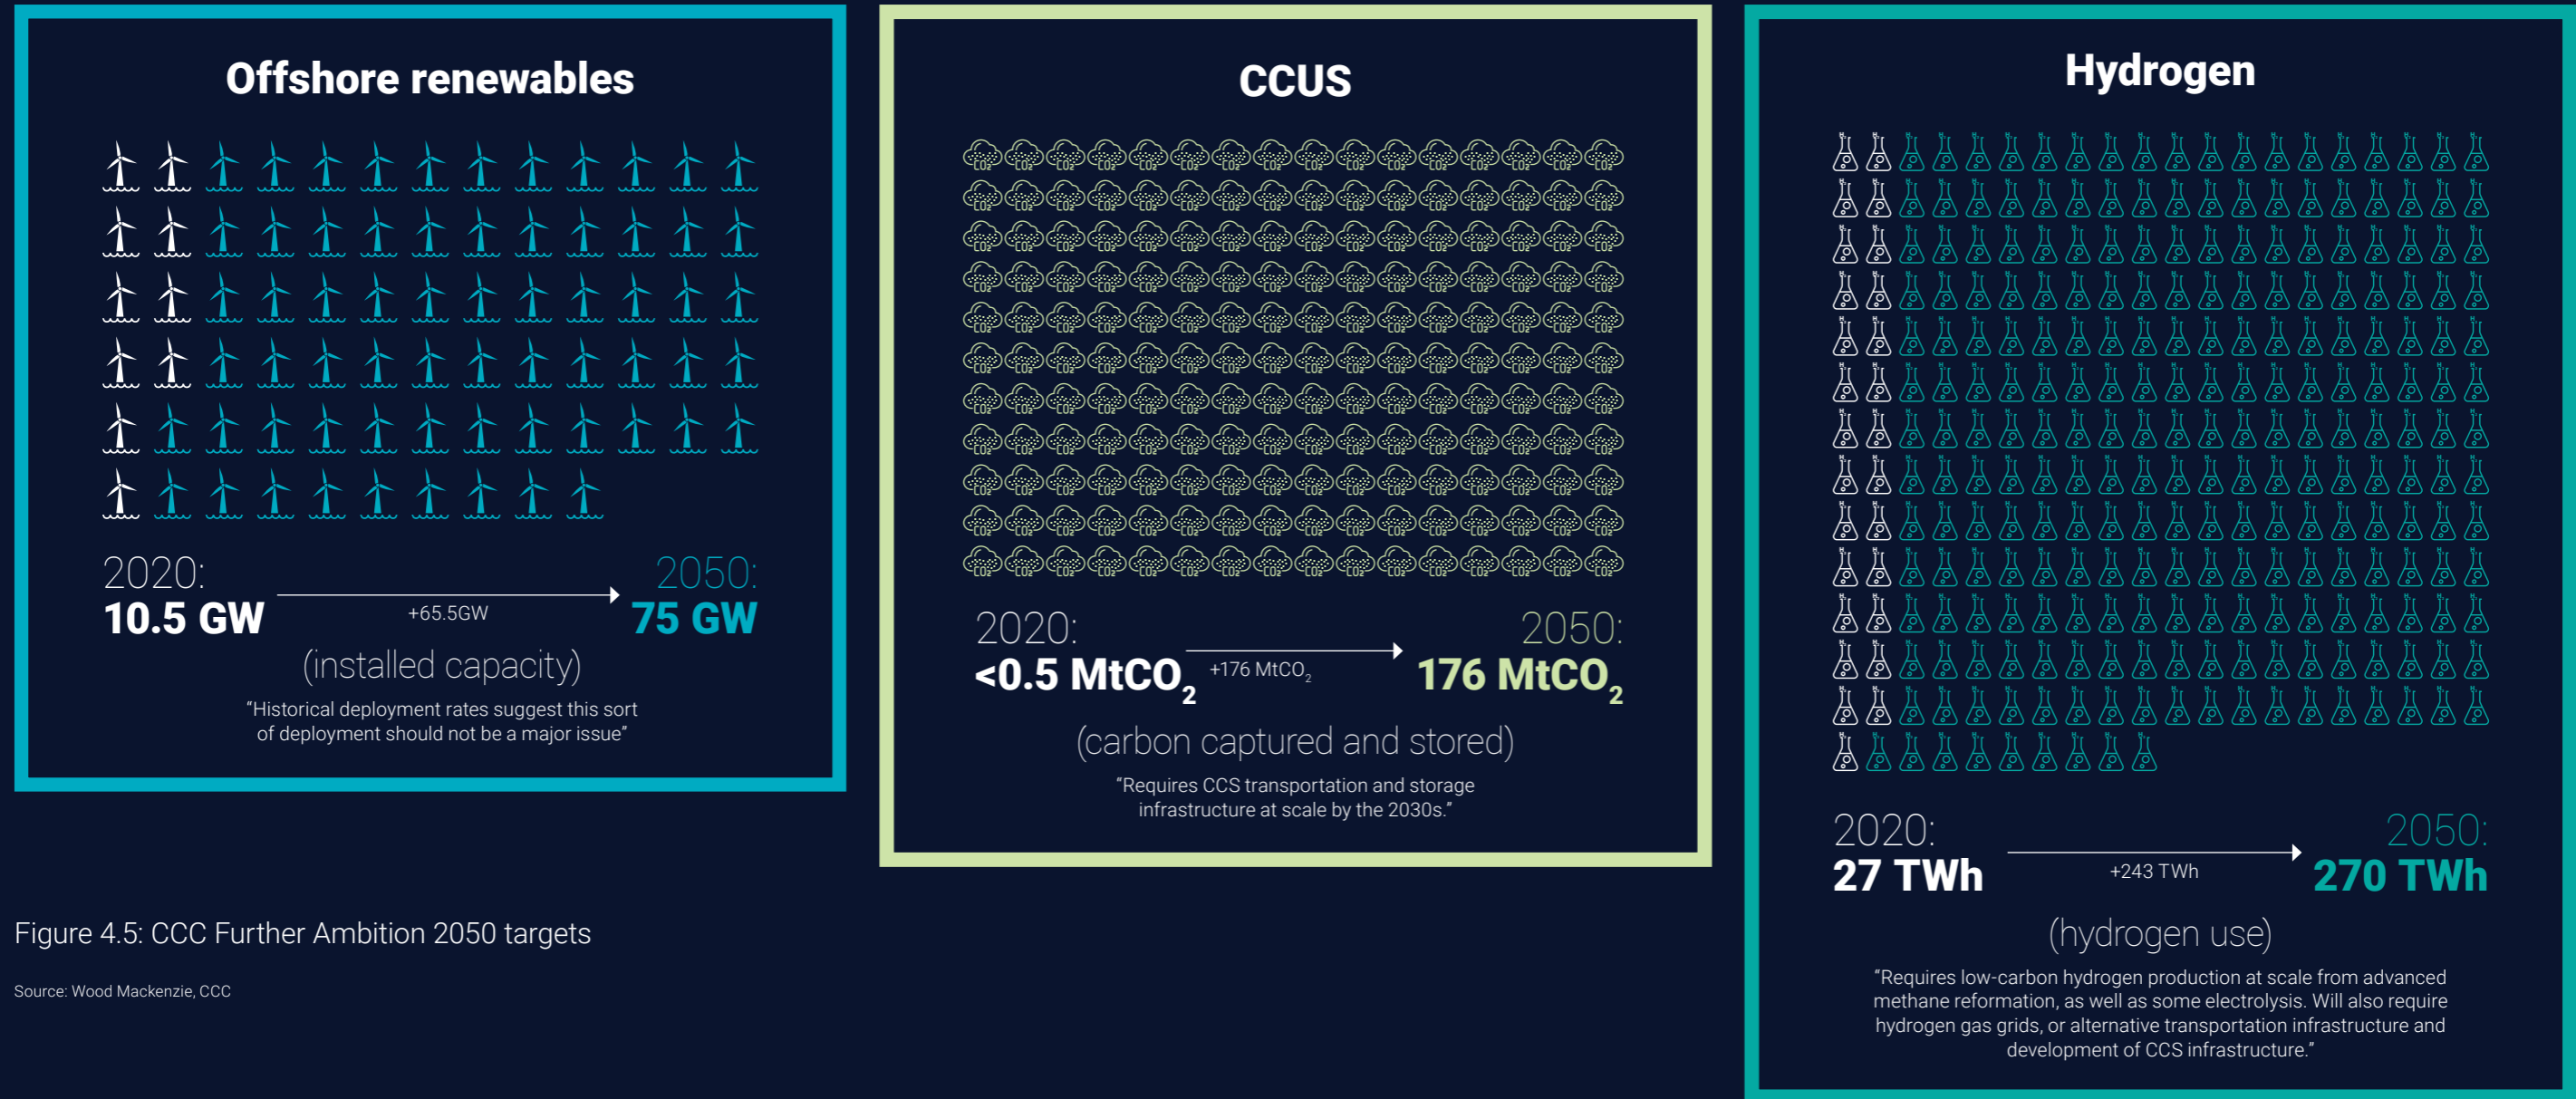 Offshore renewables
2020:
10.5 GW
+65.5GW
2050:
75 GW
(installed capacity)
“Historical deployment rates suggest this sort
of deployment should not be a major issue”
CCUS
CO₂
2020:
<0.5 MtCO₂
+176 MtCO₂
2050:
176 MtCO₂
(carbon captured and stored)
“Requires CCS transportation and storage
infrastructure at scale by the 2030s.”
Hydrogen
2020:
27 TWh
+243 TWh
2050:
270 TWh
(hydrogen use)
“Requires low-carbon hydrogen production at scale from advanced
methane reformation, as well as some electrolysis. Will also require
hydrogen gas grids, or alternative transportation infrastructure and
development of CCS infrastructure.”
Figure 4.5: CCC Further Ambition 2050 targets
Source: Wood Mackenzie, CCC